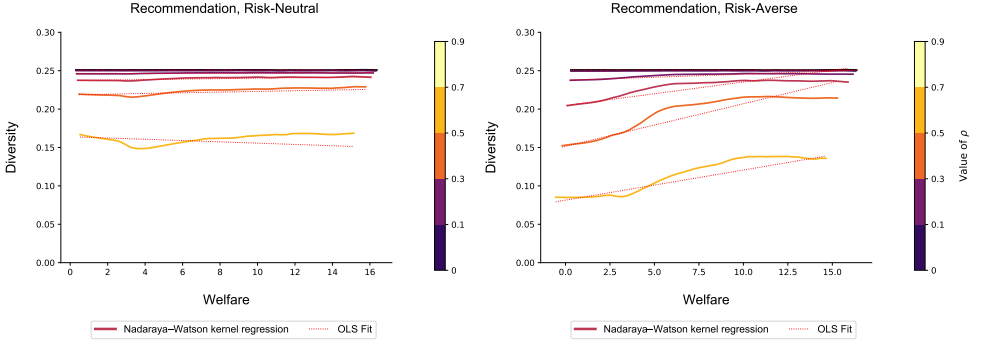 Recommendation, Risk-Neutral
Diversity
0.30
0.25
0.20
0.15
0.10
0.05
0.00
0 2 4 6 8 10 12 14 16
Welfare
0.9
0.7
0.5
0.3
0.1
0
Nadaraya–Watson kernel regression OLS Fit
Recommendation, Risk-Averse
Diversity
0.30
0.25
0.20
0.15
0.10
0.05
0.00
0.0 2.5 5.0 7.5 10.0 12.5 15.0
Welfare
0.9
0.7
0.5
0.3
0.1
0
Value of ρ
Nadaraya–Watson kernel regression OLS Fit